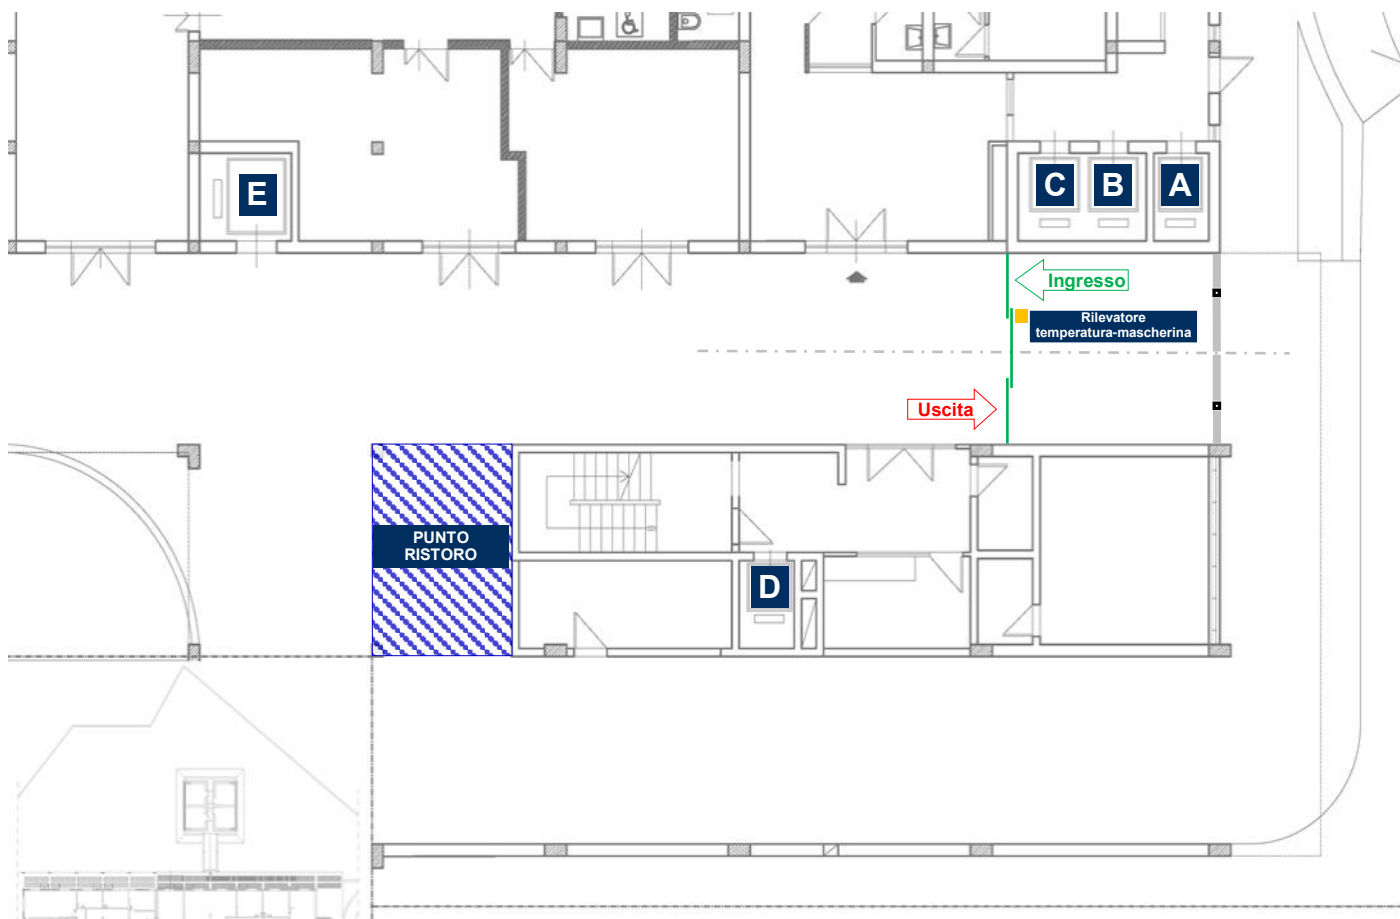 E
C
B
A
Ingresso
Rilevatore
temperatura-mascherina
Uscita
PUNTO
RISTORO
D